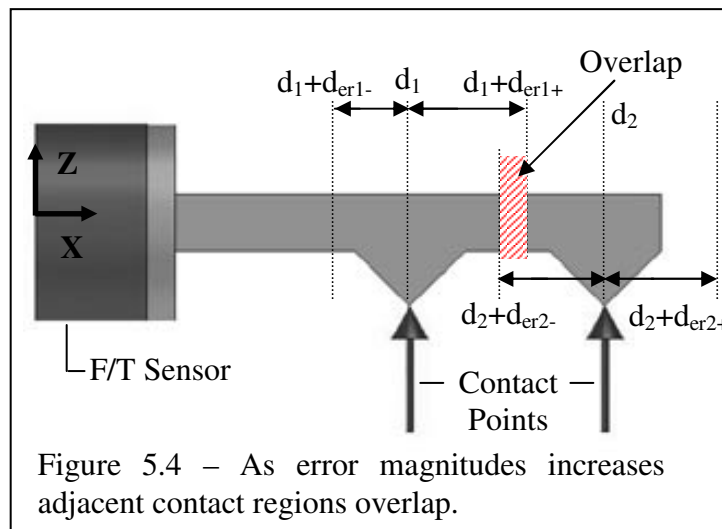 Overlap
d1+der1-
d1
d1+der1+
d2
Z
X
d2+der2-
d2+der2+
F/T Sensor
Contact
Points
Figure 5.4 – As error magnitudes increases
adjacent contact regions overlap.